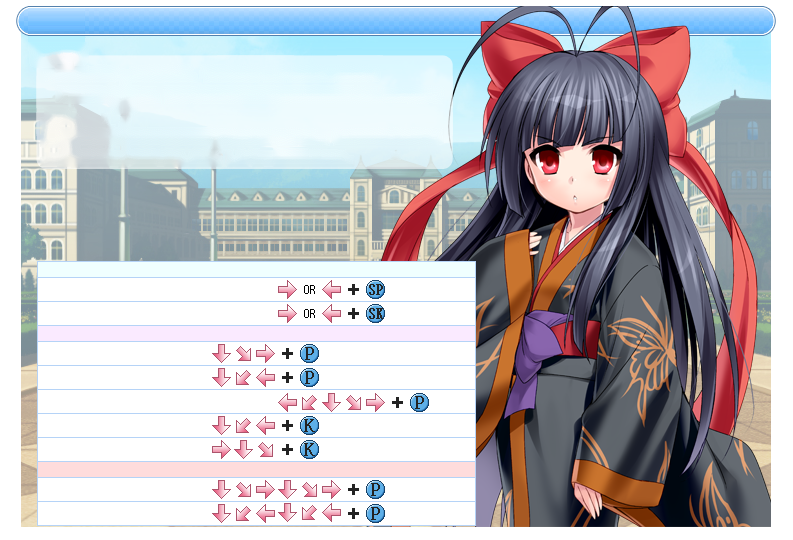 ➡ OR ⬅ + SP
➡ OR ⬅ + SK
⬇↘➡ + P
⬇↙⬅ + P
⬅↙⬇↘➡ + P
⬇↙⬅ + K
➡⬇↘ + K
⬇↘➡⬇↘➡ + P
⬇↙⬅⬇↙⬅ + P